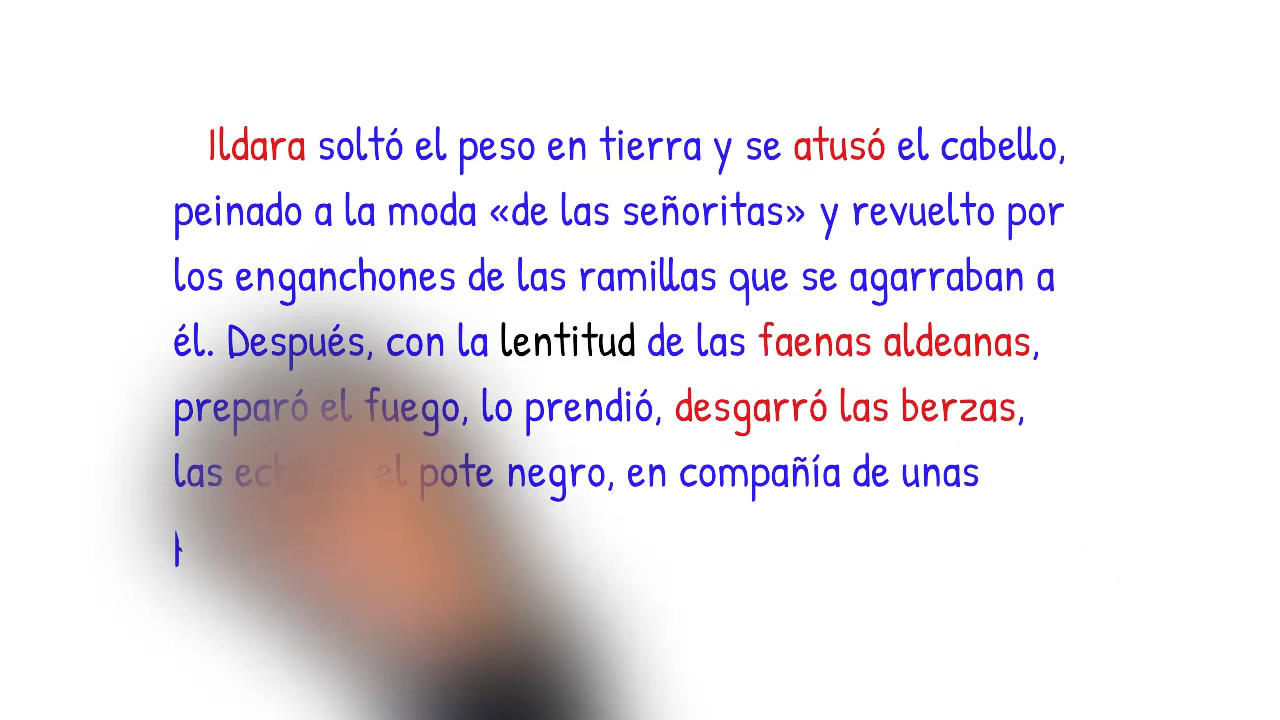 Ildara soltó el peso en tierra y se atusó el cabello,
peinado a la moda «de las señoritas» y revuelto por
los enganchones de las ramillas que se agarraban a
él. Después, con la lentitud de las faenas aldeanas,
preparó el fuego, lo prendió, desgarró las berzas,
las el pote negro, en compañía de unas